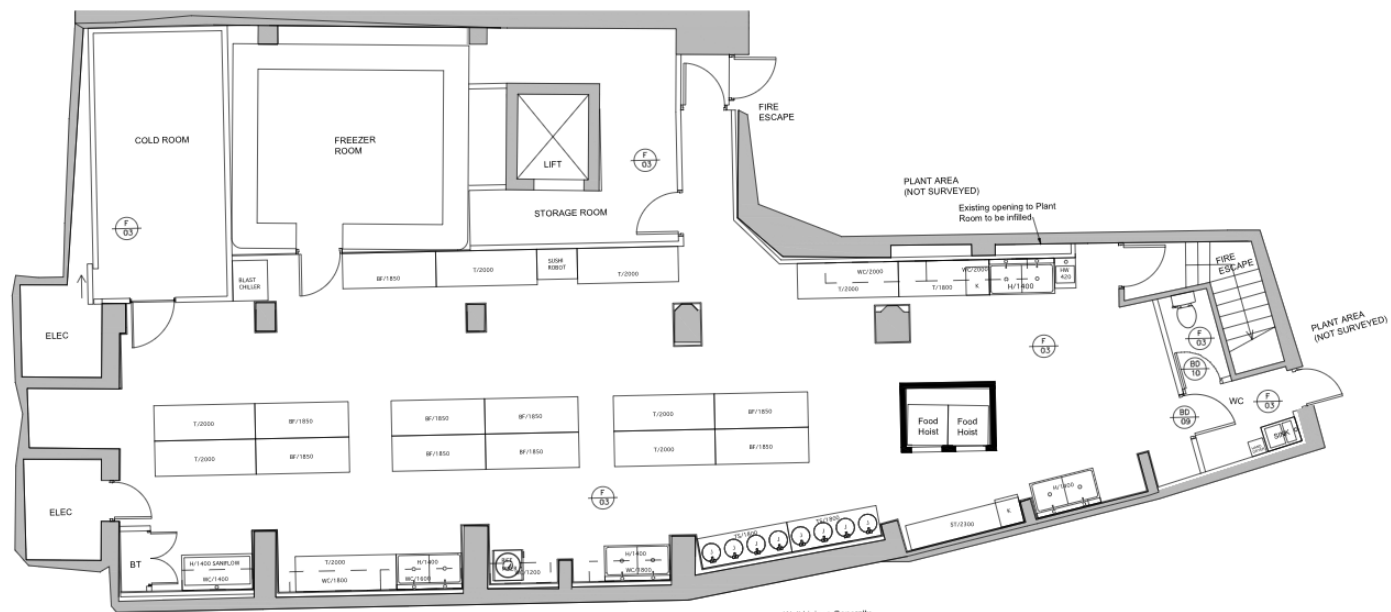 COLD ROOM
FREEZER
ROOM
LIFT
FIRE
ESCAPE
F
03
STORAGE ROOM
PLANT AREA
(NOT SURVEYED)
Existing opening to Plant
Room to be infilled
F
03
BLAST
CHILLER
BF/1850
T/2000
SUSHI
ROBOT
T/2000
WC/2000
T/2000
WC/2000
T/1800
K
H/1400
HW
420
FIRE
ESCAPE
PLANT AREA
(NOT SURVEYED)
ELEC
F
03
F
03
BD
10
T/2000
BF/1850
BF/1850
BF/1850
T/2000
BF/1850
WC
F
03
BD
09
Food
Hoist
Food
Hoist
T/2000
BF/1850
BF/1850
BF/1850
T/2000
BF/1850
SINK
ELEC
F
03
H/1400
K
ST/2300
TS/1800
TS/1800
J
J
J
J
J
J
J
J
BT
H/1400 SANIFLOW
WC/1400
T/2000
WC/1800
H/1400
WC/1600
H/1400
WC/1800